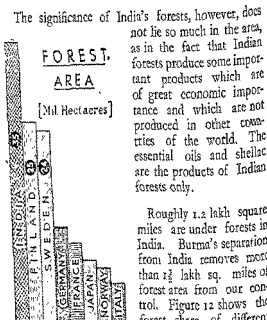 The significance of India's forests, however, does
not lie so much in the area,
as in the fact that Indian
forests produce some impor-
tant products which are
of great economic impor-
tance and which are not
produced in other coun-
tries of the world. The
essential oils and shellac
are the products of Indian
forests only.
Roughly 1.2 lakh square
miles are under forests in
India. Burma's separation
from India removes more
than 1¾ lakh sq. miles of
forest area from our con-
trol. Figure 12 shows the
forest share of different
FOREST.
AREA
[Mil. Hectacres]
INDIA
FINLAND
SWEDEN
GERMANY
FRANCE
JAPAN
NORWAY
ITALY